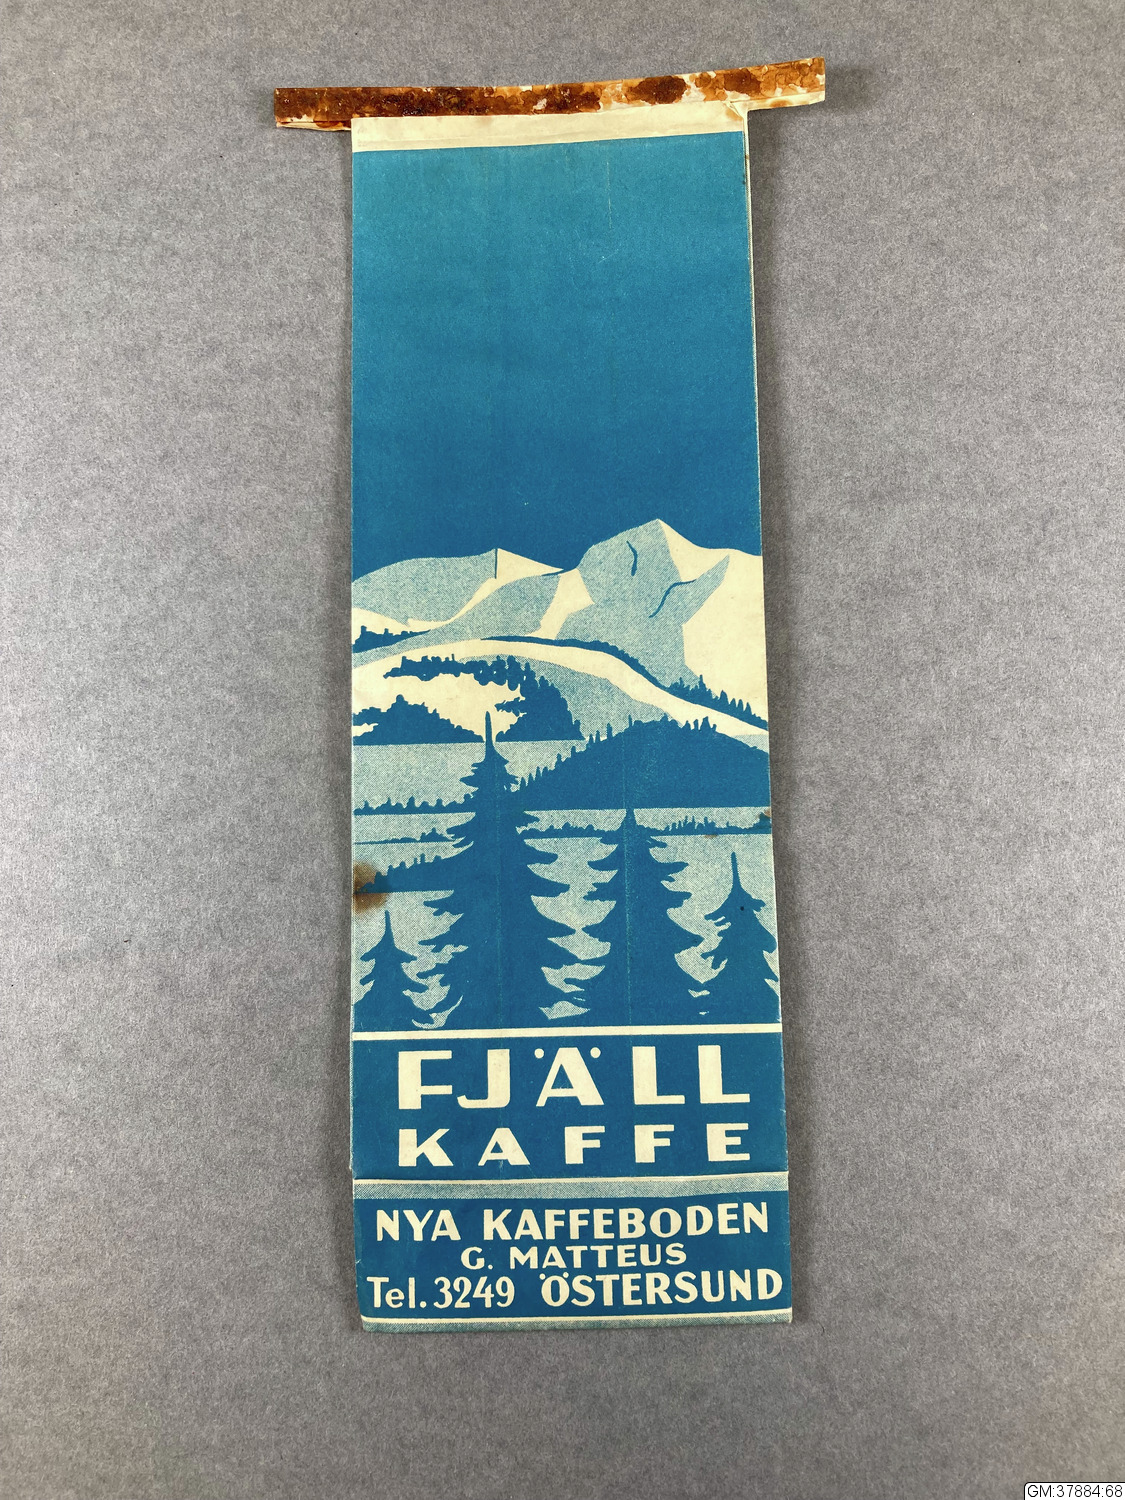 FJÄLL
KAFFE
NYA KAFFEBODEN
G. MATTEUS
Tel. 3249 ÖSTERSUND
GM:37884:68